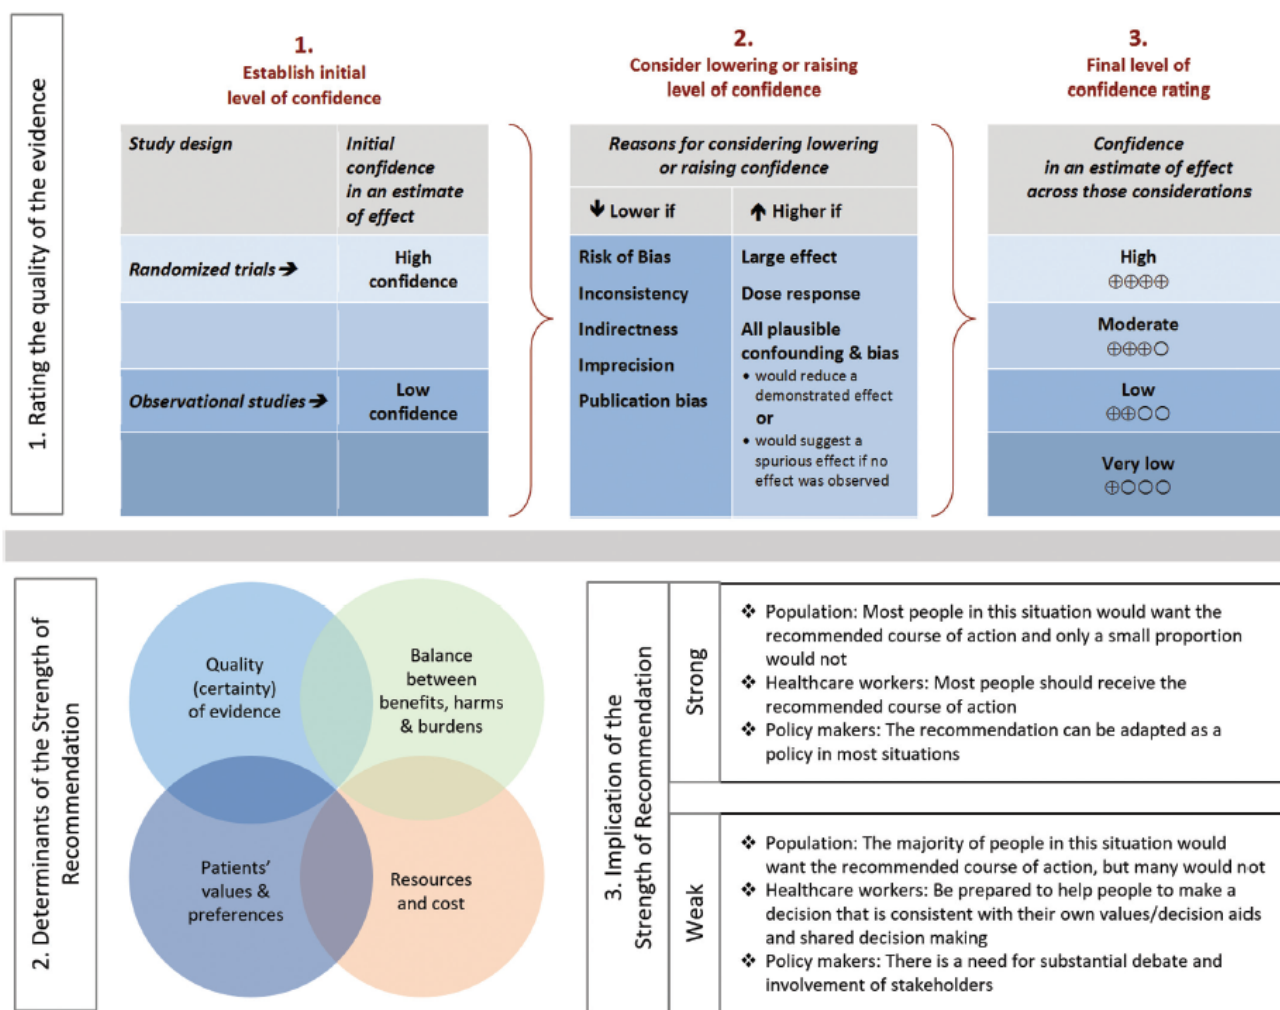 1. Rating the quality of the evidence
1.
Establish initial
level of confidence
Study design
Initial
confidence
in an estimate
of effect
Randomized trials ➔
High
confidence
Observational studies ➔
Low
confidence
2.
Consider lowering or raising
level of confidence
Reasons for considering lowering
or raising confidence
🡇 Lower if
🡅 Higher if
Risk of Bias
Inconsistency
Indirectness
Imprecision
Publication bias
Large effect
Dose response
All plausible
confounding & bias
• would reduce a
demonstrated effect
or
• would suggest a
spurious effect if no
effect was observed
3.
Final level of
confidence rating
Confidence
in an estimate of effect
across those considerations
High
⊕⊕⊕⊕
Moderate
⊕⊕⊕○
Low
⊕⊕○○
Very low
⊕○○○
2. Determinants of the Strength of
Recommendation
Quality
(certainty)
of evidence
Balance
between
benefits, harms
& burdens
Patients’
values &
preferences
Resources
and cost
3. Implication of the
Strength of Recommendation
Strong
❖ Population: Most people in this situation would want the
recommended course of action and only a small proportion
would not
❖ Healthcare workers: Most people should receive the
recommended course of action
❖ Policy makers: The recommendation can be adapted as a
policy in most situations
Weak
❖ Population: The majority of people in this situation would
want the recommended course of action, but many would not
❖ Healthcare workers: Be prepared to help people to make a
decision that is consistent with their own values/decision aids
and shared decision making
❖ Policy makers: There is a need for substantial debate and
involvement of stakeholders